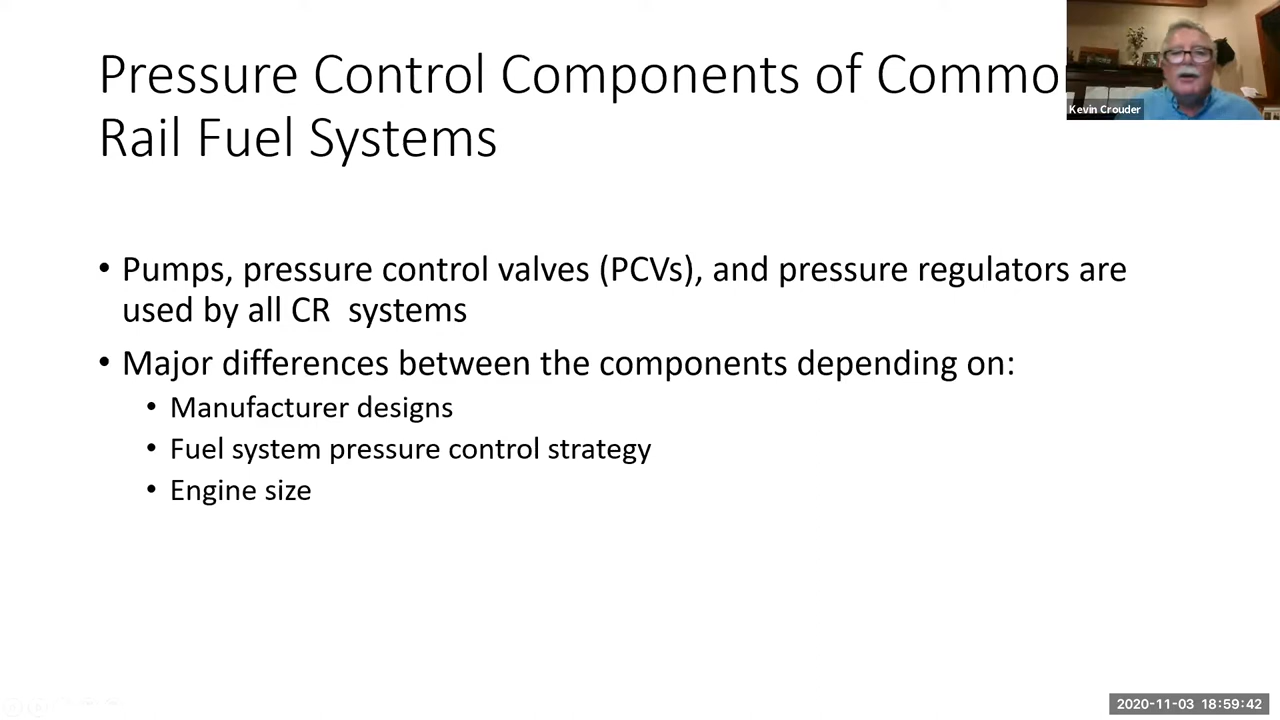 Pressure Control Components of Commo
Rail Fuel Systems
Kevin Crouder
• Pumps, pressure control valves (PCVs), and pressure regulators are
used by all CR systems
• Major differences between the components depending on:
• Manufacturer designs
• Fuel system pressure control strategy
• Engine size
2020-11-03 18:59:42